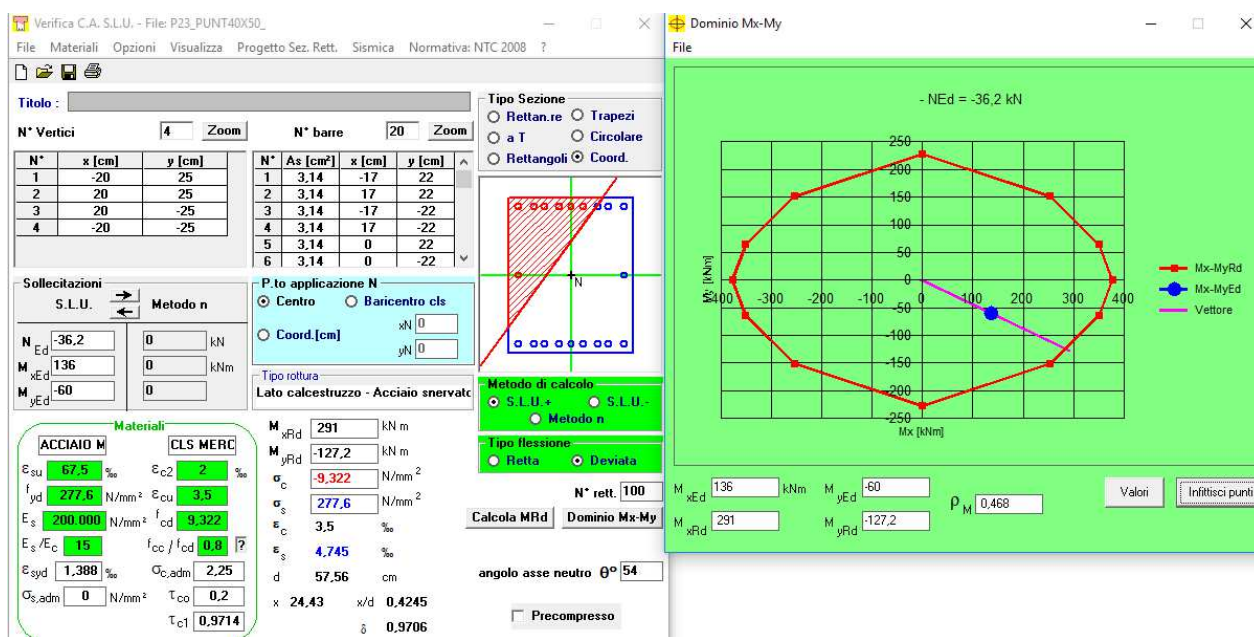 Verifica C.A. S.L.U. - File: P23_PUNT40X50_
File Materiali Opzioni Visualizza Progetto Sez. Rett. Sismica Normativa: NTC 2008 ?
Titolo :
N° Vertici 4 Zoom N° barre 20 Zoom
N° x [cm] y [cm]
1 -20 25
2 20 25
3 20 -25
4 -20 -25
N° As [cm²] x [cm] y [cm]
1 3,14 -17 22
2 3,14 17 22
3 3,14 -17 -22
4 3,14 17 -22
5 3,14 0 22
6 3,14 0 -22
Tipo Sezione
Rettan.re Trapezi
a T Circolare
Rettangoli Coord.
N
Sollecitazioni
S.L.U. Metodo n
N Ed -36,2 0 kN
M xEd 136 0 kNm
M yEd -60 0
P.to applicazione N
Centro Baricentro cls
Coord.[cm] xN 0
yN 0
Tipo rottura
Lato calcestruzzo - Acciaio snervato
Metodo di calcolo
S.L.U.+ S.L.U.-
Metodo n
Tipo flessione
Retta Deviata
N° rett. 100
Calcola MRd Dominio Mx-My
angolo asse neutro θ° 54
Precompresso
Materiali
ACCIAIO M CLS MERC
εsu 67,5 ‰ εc2 2 ‰
fyd 277,6 N/mm² εcu 3,5
Es 200.000 N/mm² fcd 9,322
Es /Ec 15 fcc / fcd 0,8 ?
εsyd 1,388 ‰ σc,adm 2,25
σs,adm 0 N/mm² τco 0,2
τc1 0,9714
M xRd 291 kN m
M yRd -127,2 kN m
σc -9,322 N/mm²
σs 277,6 N/mm²
εc 3,5 ‰
εs 4,745 ‰
d 57,56 cm
x 24,43 x/d 0,4245
δ 0,9706
Dominio Mx-My
File
- NEd = -36,2 kN
250
200
150
100
50
0
-50
-100
-150
-200
-250
-400 -300 -200 -100 0 100 200 300 400
My [kNm]
Mx [kNm]
Mx-MyRd
Mx-MyEd
Vettore
M xEd 136 kNm M yEd -60 ρ M 0,468 Valori Infittisci punti
M xRd 291 M yRd -127,2